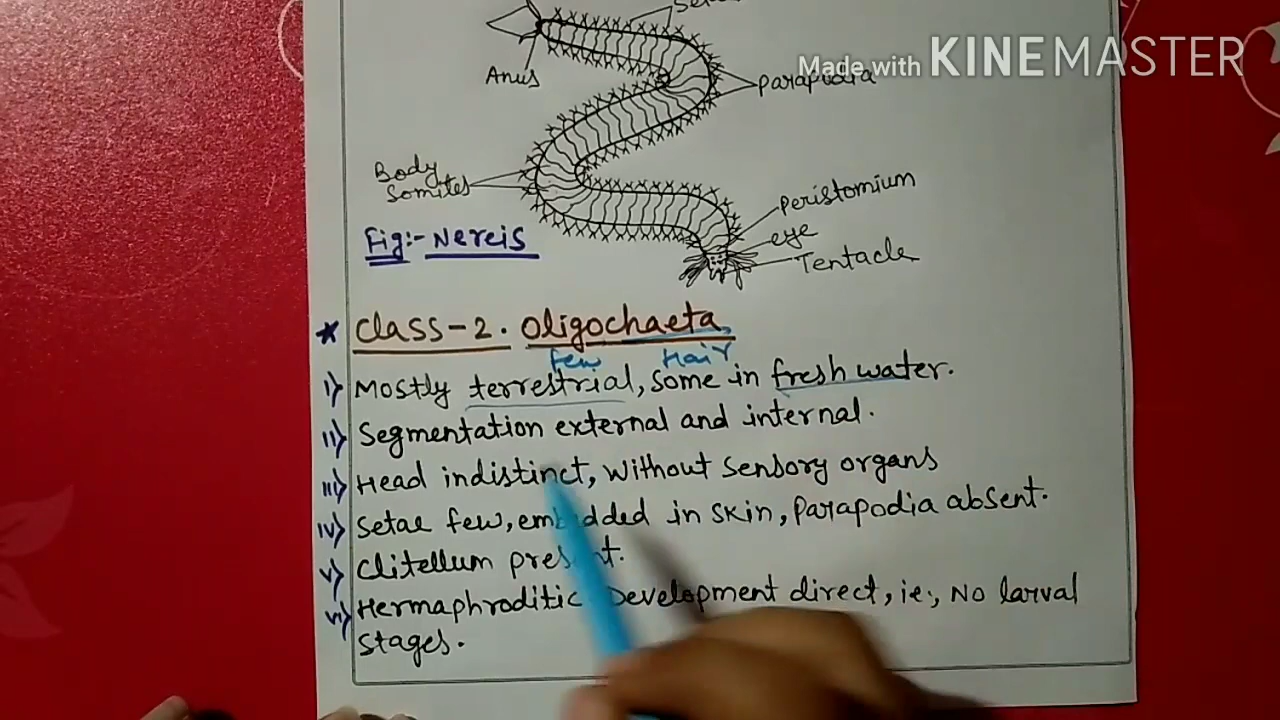 Made with KINEMASTER
Anus
Parapodia
Body
Somites
Peristomium
eye
Tentacle
Fig:- Nereis
* Class-2. Oligochaeta
few Hair
i) Mostly terrestrial, some in fresh water.
ii) Segmentation external and internal.
iii) Head indistinct, without sensory organs
iv) Setae few, embedded in skin, Parapodia absent.
v) Clitellum present.
vi) Hermaphroditic Development direct, ie:, No larval
stages.